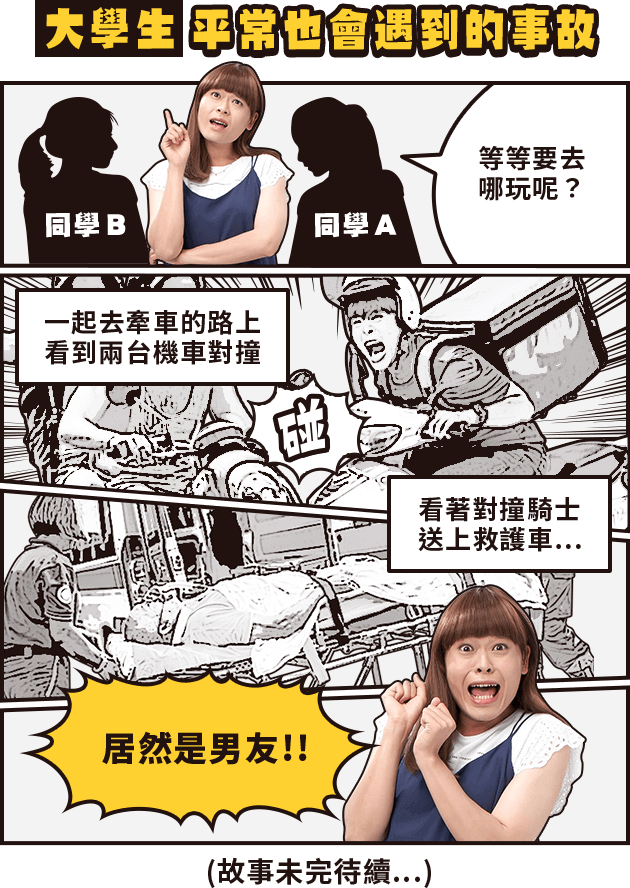 大學生 平常也會遇到的事故
等等要去
哪玩呢？
同學B
同學A
一起去牽車的路上
看到兩台機車對撞
碰
看著對撞騎士
送上救護車...
居然是男友!!
(故事未完待續...)